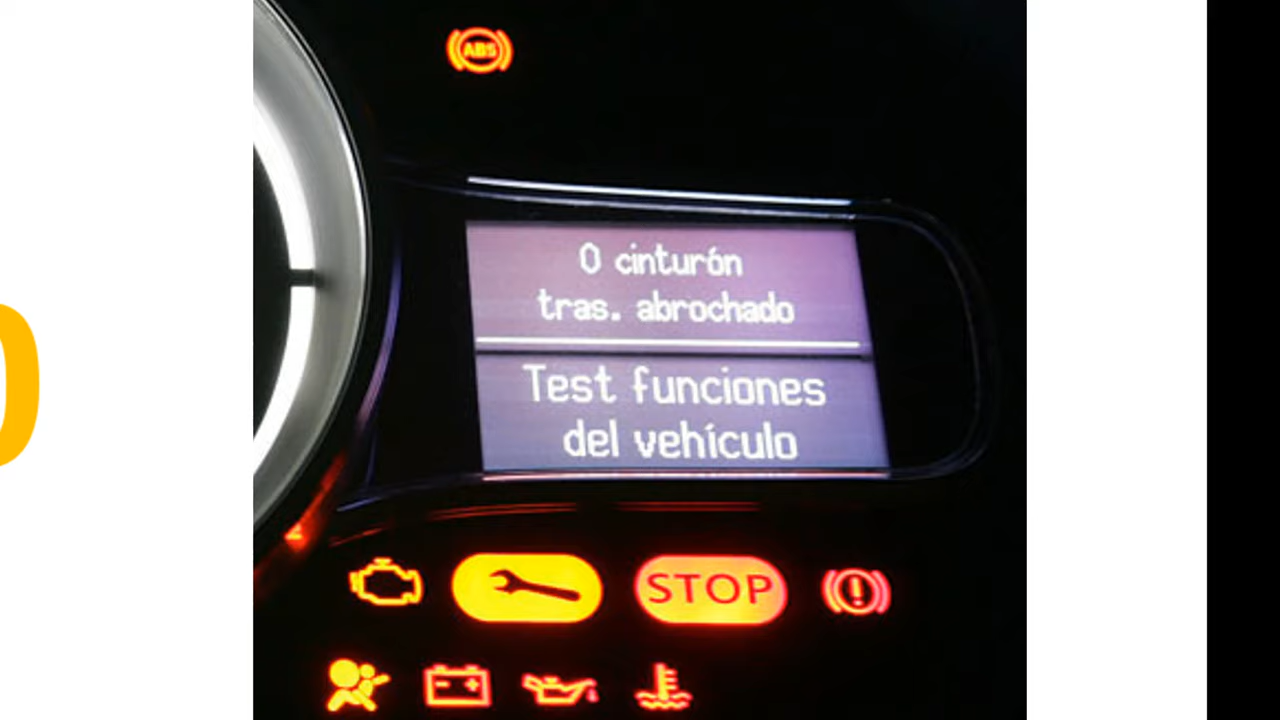 ABS
0 cinturón
tras. abrochado
Test funciones
del vehículo
STOP